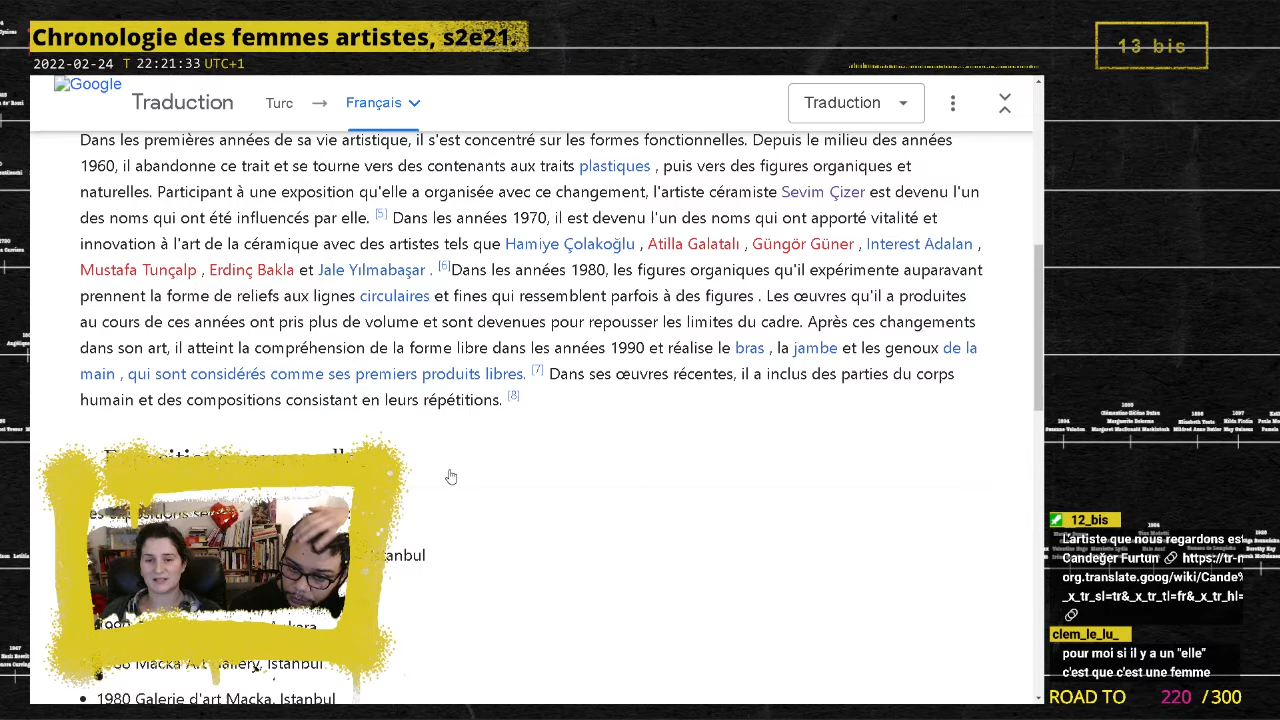 Chronologie des femmes artistes, s2e21.
2022-02-24 T 22:21:33 UTC+1
13 bis
Google
Traduction
Turc → Français
Traduction
Dans les premières années de sa vie artistique, il s'est concentré sur les formes fonctionnelles. Depuis le milieu des années
1960, il abandonne ce trait et se tourne vers des contenants aux traits plastiques , puis vers des figures organiques et
naturelles. Participant à une exposition qu'elle a organisée avec ce changement, l'artiste céramiste Sevim Çizer est devenu l'un
des noms qui ont été influencés par elle. [5] Dans les années 1970, il est devenu l'un des noms qui ont apporté vitalité et
innovation à l'art de la céramique avec des artistes tels que Hamiye Çolakoğlu , Atilla Galatalı , Güngör Güner , Interest Adalan ,
Mustafa Tunçalp , Erdinç Bakla et Jale Yılmabaşar . [6]Dans les années 1980, les figures organiques qu'il expérimente auparavant
prennent la forme de reliefs aux lignes circulaires et fines qui ressemblent parfois à des figures . Les œuvres qu'il a produites
au cours de ces années ont pris plus de volume et sont devenues pour repousser les limites du cadre. Après ces changements
dans son art, il atteint la compréhension de la forme libre dans les années 1990 et réalise le bras , la jambe et les genoux de la
main , qui sont considérés comme ses premiers produits libres. [7] Dans ses œuvres récentes, il a inclus des parties du corps
humain et des compositions consistant en leurs répétitions. [8]
Istanbul
Maçka Art Gallery, Istanbul
1980 Galerie d'art Maçka, Istanbul
12_bis
L'artiste que nous regardons es
Candeğer Furtun https://tr-
org.translate.goog/wiki/Cande%
_x_tr_sl=tr&_x_tr_tl=fr&_x_tr_hl=
clem_le_lu_
pour moi si il y a un "elle"
c'est que c'est une femme
ROAD TO 220 /300